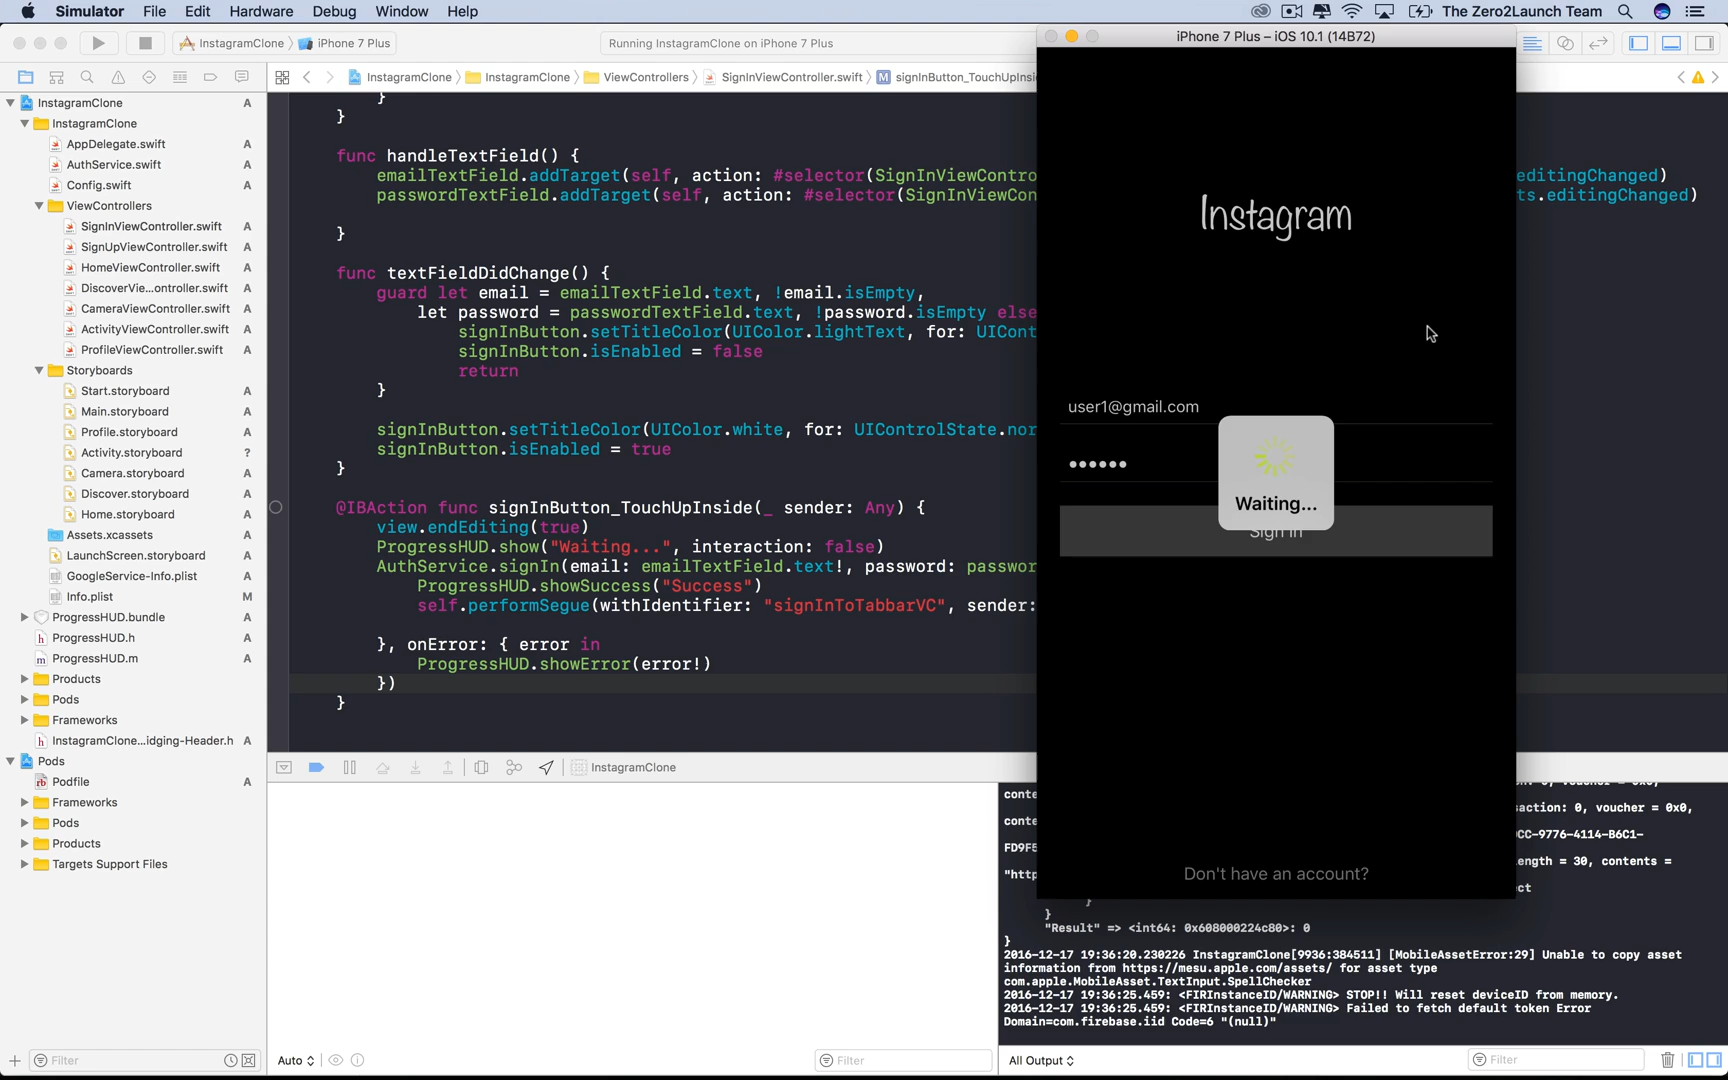 Simulator File Edit Hardware Debug Window Help The Zero2Launch Team
InstagramClone iPhone 7 Plus Running InstagramClone on iPhone 7 Plus
iPhone 7 Plus – iOS 10.1 (14B72)
InstagramClone InstagramClone ViewControllers SignInViewController.swift M signInButton_TouchUpInsi
InstagramClone A
InstagramClone
AppDelegate.swift A
AuthService.swift A
Config.swift A
ViewControllers
SignInViewController.swift A
SignUpViewController.swift A
HomeViewController.swift A
DiscoverVie...ontroller.swift A
CameraViewController.swift A
ActivityViewController.swift A
ProfileViewController.swift A
Storyboards
Start.storyboard A
Main.storyboard A
Profile.storyboard A
Activity.storyboard ?
Camera.storyboard A
Discover.storyboard A
Home.storyboard A
Assets.xcassets A
LaunchScreen.storyboard A
GoogleService-Info.plist A
Info.plist M
ProgressHUD.bundle A
h ProgressHUD.h A
m ProgressHUD.m A
Products
Pods
Frameworks
h InstagramClone...idging-Header.h A
Pods
rb Podfile A
Frameworks
Pods
Products
Targets Support Files
Filter
}
}
func handleTextField() {
emailTextField.addTarget(self, action: #selector(SignInViewContro editingChanged)
passwordTextField.addTarget(self, action: #selector(SignInViewCon ts.editingChanged)
}
func textFieldDidChange() {
guard let email = emailTextField.text, !email.isEmpty,
let password = passwordTextField.text, !password.isEmpty else
signInButton.setTitleColor(UIColor.lightText, for: UICont
signInButton.isEnabled = false
return
}
signInButton.setTitleColor(UIColor.white, for: UIControlState.nor
signInButton.isEnabled = true
}
@IBAction func signInButton_TouchUpInside(_ sender: Any) {
view.endEditing(true)
ProgressHUD.show("Waiting...", interaction: false)
AuthService.signIn(email: emailTextField.text!, password: passwor
ProgressHUD.showSuccess("Success")
self.performSegue(withIdentifier: "signInToTabbarVC", sender:
}, onError: { error in
ProgressHUD.showError(error!)
})
}
Instagram
user1@gmail.com
••••••
Waiting...
Sign In
Don't have an account?
InstagramClone
Auto Filter
conte
saction: 0, voucher = 0x0,
conte
0CC-9776-4114-B6C1-
FD9F5 ength = 30, contents =
"http ct
}
}
"Result" => <int64: 0x608000224c80>: 0
}
2016-12-17 19:36:20.230226 InstagramClone[9936:384511] [MobileAssetError:29] Unable to copy asset
information from https://mesu.apple.com/assets/ for asset type
com.apple.MobileAsset.TextInput.SpellChecker
2016-12-17 19:36:25.459: <FIRInstanceID/WARNING> STOP!! Will reset deviceID from memory.
2016-12-17 19:36:25.459: <FIRInstanceID/WARNING> Failed to fetch default token Error
Domain=com.firebase.iid Code=6 "(null)"
All Output Filter